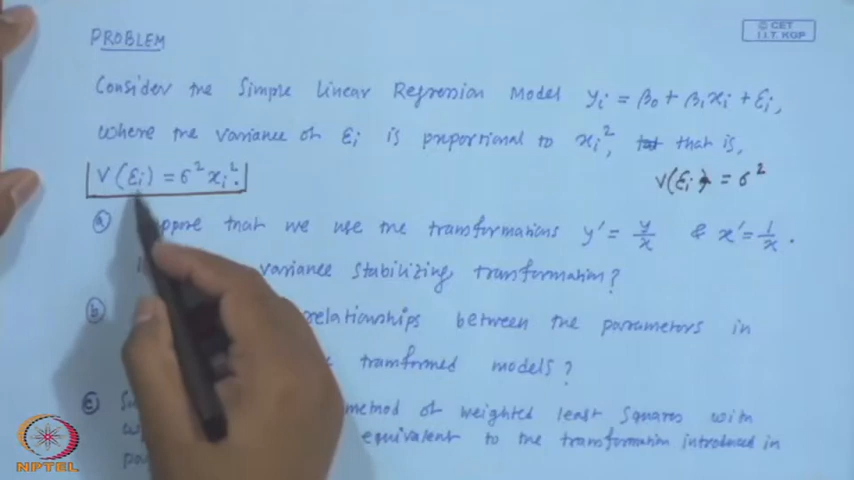 © CET
I.I.T. KGP
PROBLEM
Consider the Simple Linear Regression Model yi = β0 + β1xi + εi,
where the variance of εi is proportional to xi², that is,
V(εi) = σ²xi².
V(εi) = σ²
(a) that we use the transformations y' = y/x & x' = 1/x .
variance stabilizing transformation?
(b) relationships between the parameters in
transformed models?
(c) method of weighted least squares with
equivalent to the transformation introduced in
NPTEL